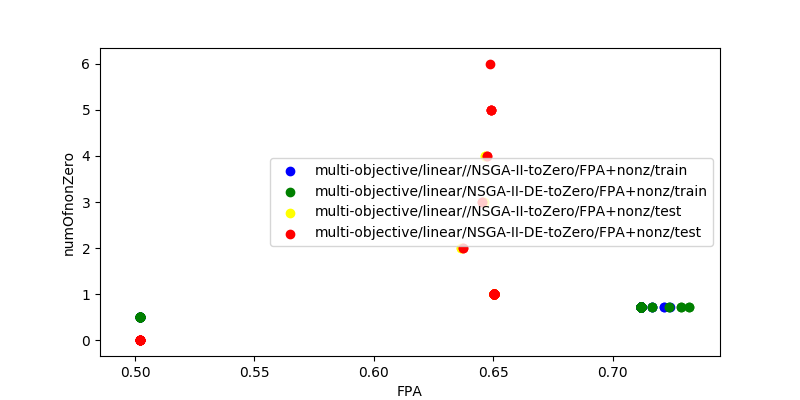 6
5
4
3
2
1
0
numOfnonZero
multi-objective/linear//NSGA-II-toZero/FPA+nonz/train
multi-objective/linear/NSGA-II-DE-toZero/FPA+nonz/train
multi-objective/linear//NSGA-II-toZero/FPA+nonz/test
multi-objective/linear/NSGA-II-DE-toZero/FPA+nonz/test
0.50 0.55 0.60 0.65 0.70
FPA